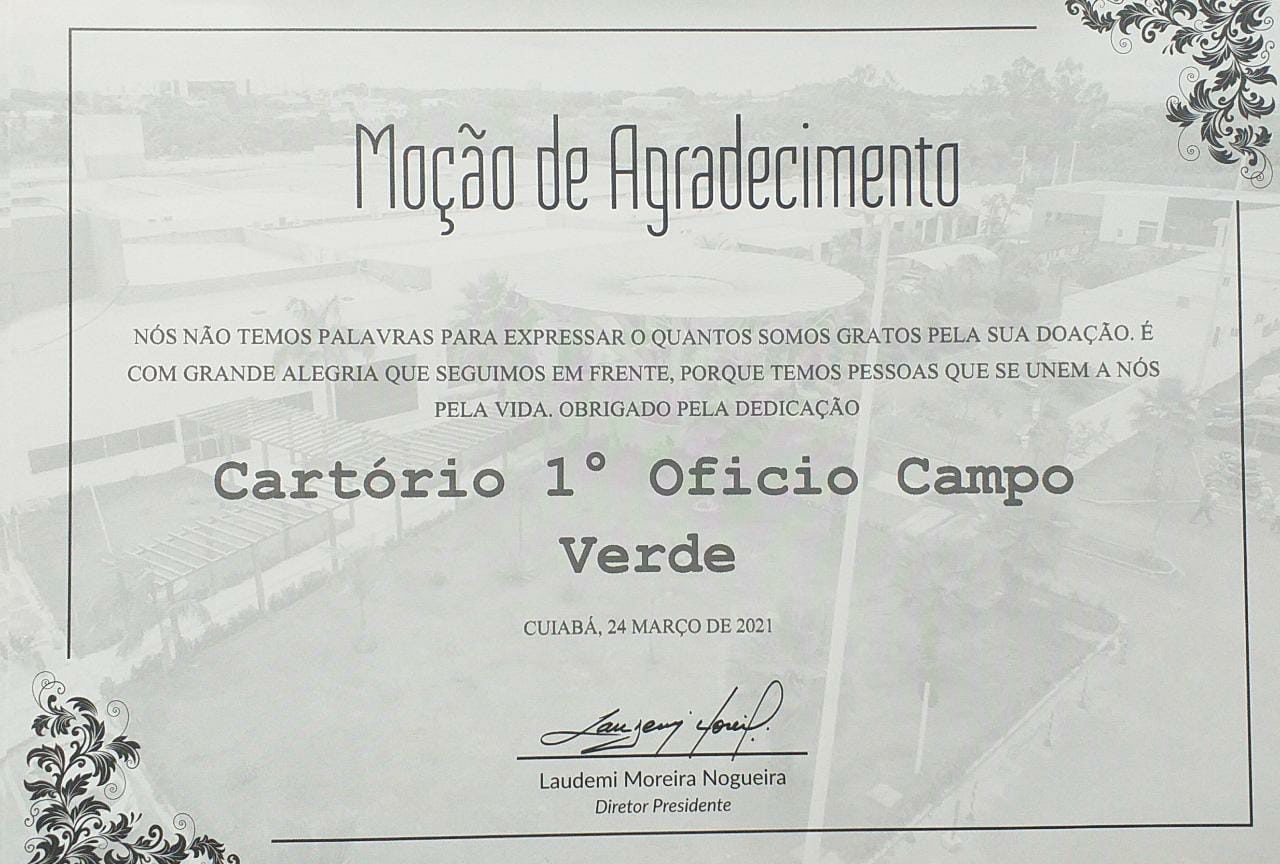 Moção de Agradecimento
NÓS NÃO TEMOS PALAVRAS PARA EXPRESSAR O QUANTOS SOMOS GRATOS PELA SUA DOAÇÃO. É
COM GRANDE ALEGRIA QUE SEGUIMOS EM FRENTE, PORQUE TEMOS PESSOAS QUE SE UNEM A NÓS
PELA VIDA. OBRIGADO PELA DEDICAÇÃO
Cartório 1° Oficio Campo
Verde
CUIABÁ, 24 MARÇO DE 2021
Laudemi Moreira Nogueira
Diretor Presidente